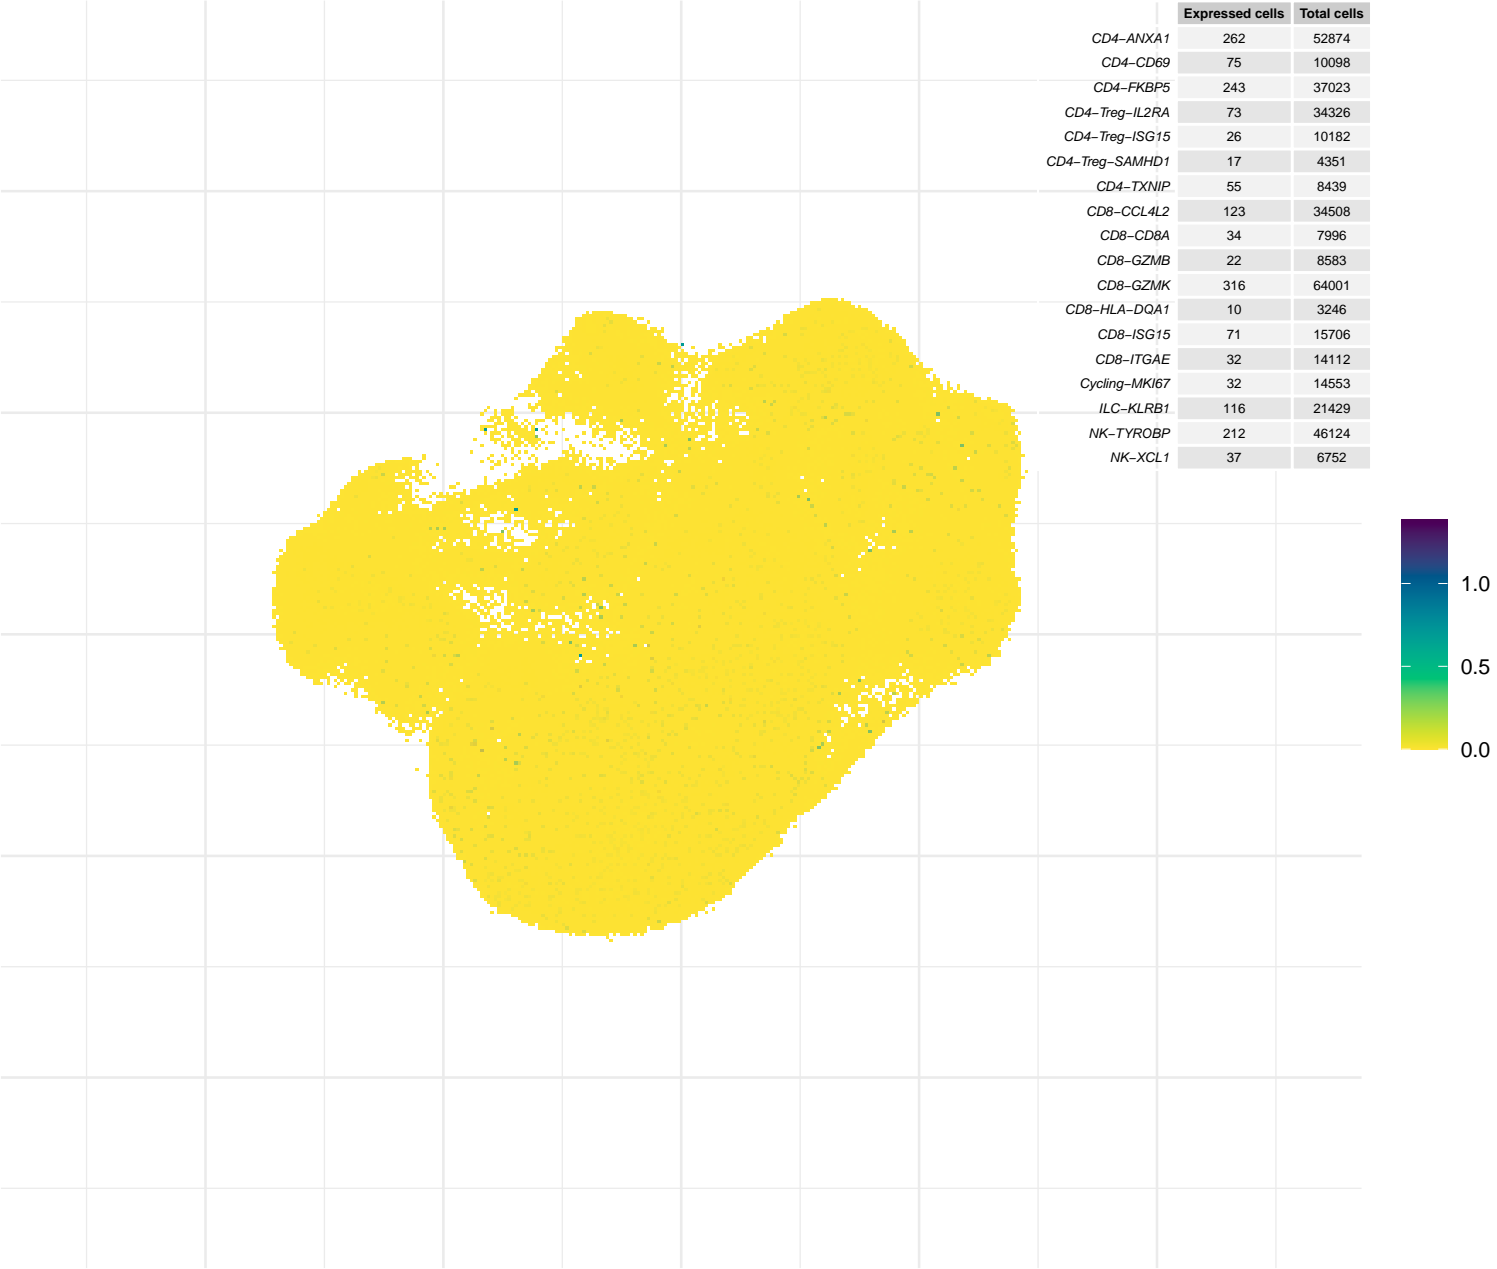 Expressed cells Total cells
CD4−ANXA1 262 52874
CD4−CD69 75 10098
CD4−FKBP5 243 37023
CD4−Treg−IL2RA 73 34326
CD4−Treg−ISG15 26 10182
CD4−Treg−SAMHD1 17 4351
CD4−TXNIP 55 8439
CD8−CCL4L2 123 34508
CD8−CD8A 34 7996
CD8−GZMB 22 8583
CD8−GZMK 316 64001
CD8−HLA−DQA1 10 3246
CD8−ISG15 71 15706
CD8−ITGAE 32 14112
Cycling−MKI67 32 14553
ILC−KLRB1 116 21429
NK−TYROBP 212 46124
NK−XCL1 37 6752
1.0
0.5
0.0